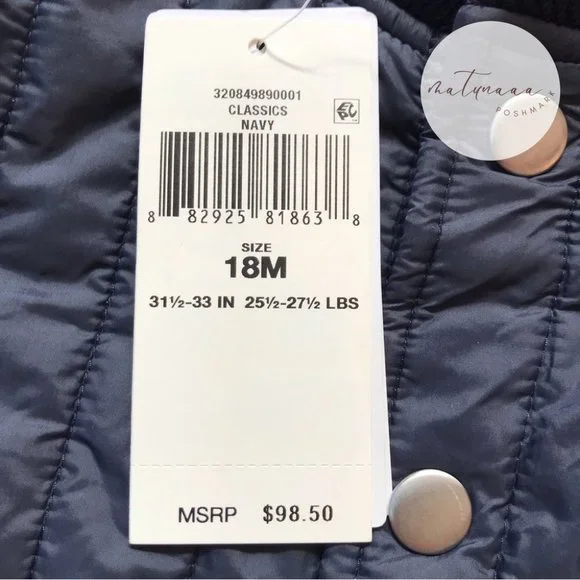 320849890001
CLASSICS
NAVY
8 82925 81863 8
SIZE
18M
31½-33 IN 25½-27½ LBS
MSRP $98.50
matynaaa
POSHMARK